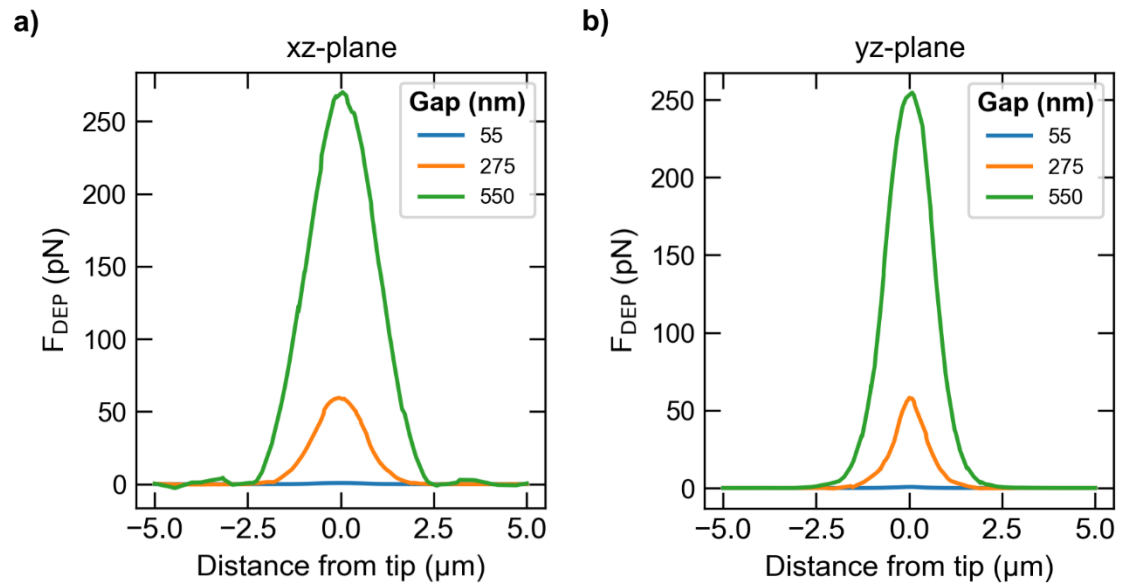 a)
xz-plane
Gap (nm)
55
275
550
250
200
150
100
50
0
F_DEP (pN)
−5.0 −2.5 0.0 2.5 5.0
Distance from tip (μm)
b)
yz-plane
Gap (nm)
55
275
550
250
200
150
100
50
0
F_DEP (pN)
−5.0 −2.5 0.0 2.5 5.0
Distance from tip (μm)